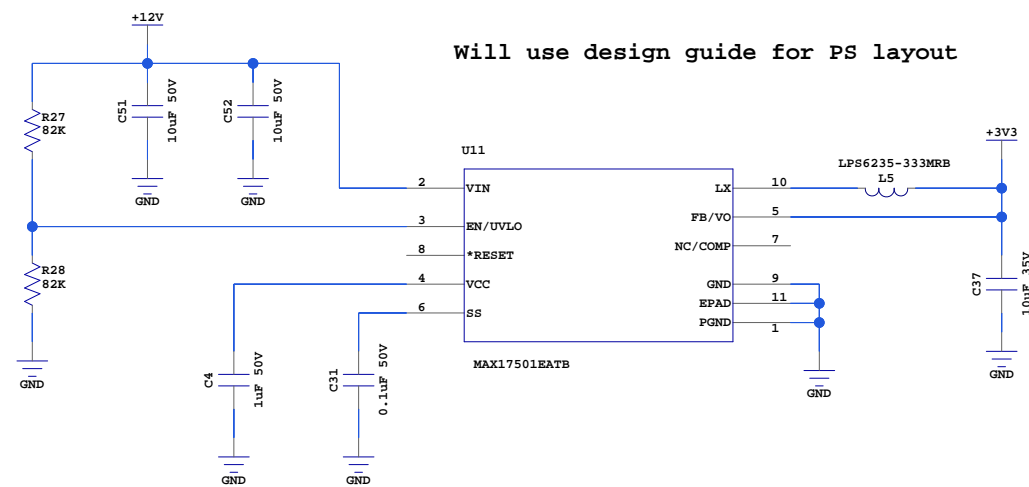 +12V
Will use design guide for PS layout
R27
82K
C51
10uF 50V
C52
10uF 50V
U11
+3V3
LPS6235-333MRB
L5
2
VIN
LX
10
3
EN/UVLO
FB/VO
5
8
*RESET
NC/COMP
7
R28
82K
4
VCC
GND
9
6
SS
EPAD
11
PGND
1
C37
10uF 35V
MAX17501EATB
C4
1uF 50V
C31
0.1uF 50V
GND
GND
GND
GND
GND
GND
GND